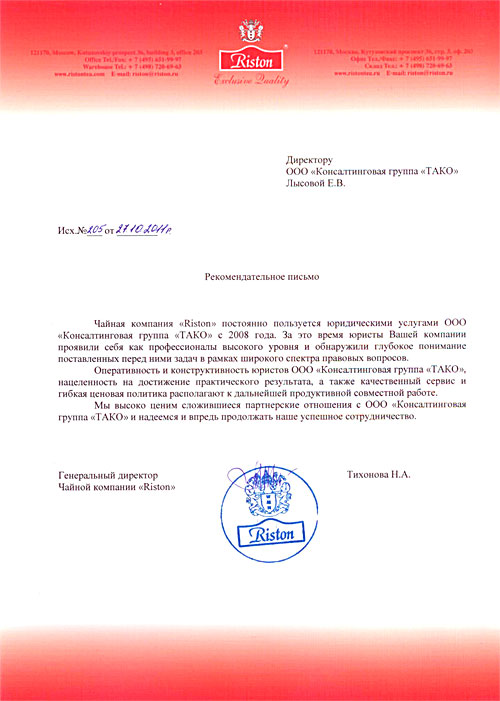 121170, Moscow, Kutuzovsky prospect 36, building 3, office 205
Office Tel./Fax: + 7 (495) 651-99-97
Warehouse Tel.: + 7 (498) 720-69-63
www.ristontea.com E-mail: riston@riston.ru
Riston
Exclusive Quality
121170, Москва, Кутузовский проспект 36, стр. 3, оф. 205
Офис Тел./Факс: + 7 (495) 651-99-97
Склад Тел.: + 7 (498) 720-69-63
www.ristontea.com E-mail: riston@riston.ru
Директору
ООО «Консалтинговая группа «ТАКО»
Лысовой Е.В.
Исх.№205 от 27.10.2011г.
Рекомендательное письмо
Чайная компания «Riston» постоянно пользуется юридическими услугами ООО
«Консалтинговая группа «ТАКО» с 2008 года. За это время юристы Вашей компании
проявили себя как профессионалы высокого уровня и обнаружили глубокое понимание
поставленных перед ними задач в рамках широкого спектра правовых вопросов.
Оперативность и конструктивность юристов ООО «Консалтинговая группа «ТАКО»,
нацеленность на достижение практического результата, а также качественный сервис и
гибкая ценовая политика располагают к дальнейшей продуктивной совместной работе.
Мы высоко ценим сложившиеся партнерские отношения с ООО «Консалтинговая
группа «ТАКО» и надеемся и впредь продолжать наше успешное сотрудничество.
Генеральный директор
Чайной компании «Riston»
Тихонова Н.А.
Riston